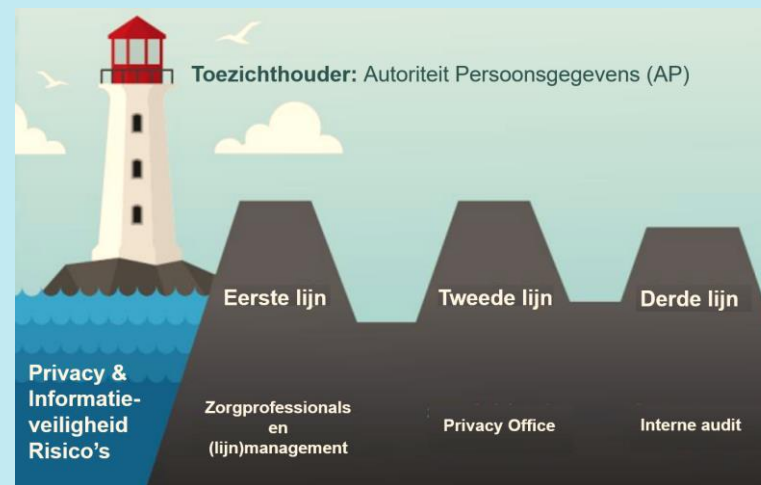 Toezichthouder: Autoriteit Persoonsgegevens (AP)
Eerste lijn
Tweede lijn
Derde lijn
Privacy &
Informatie-
veiligheid
Risico's
Zorgprofessionals
en
(lijn)management
Privacy Office
Interne audit